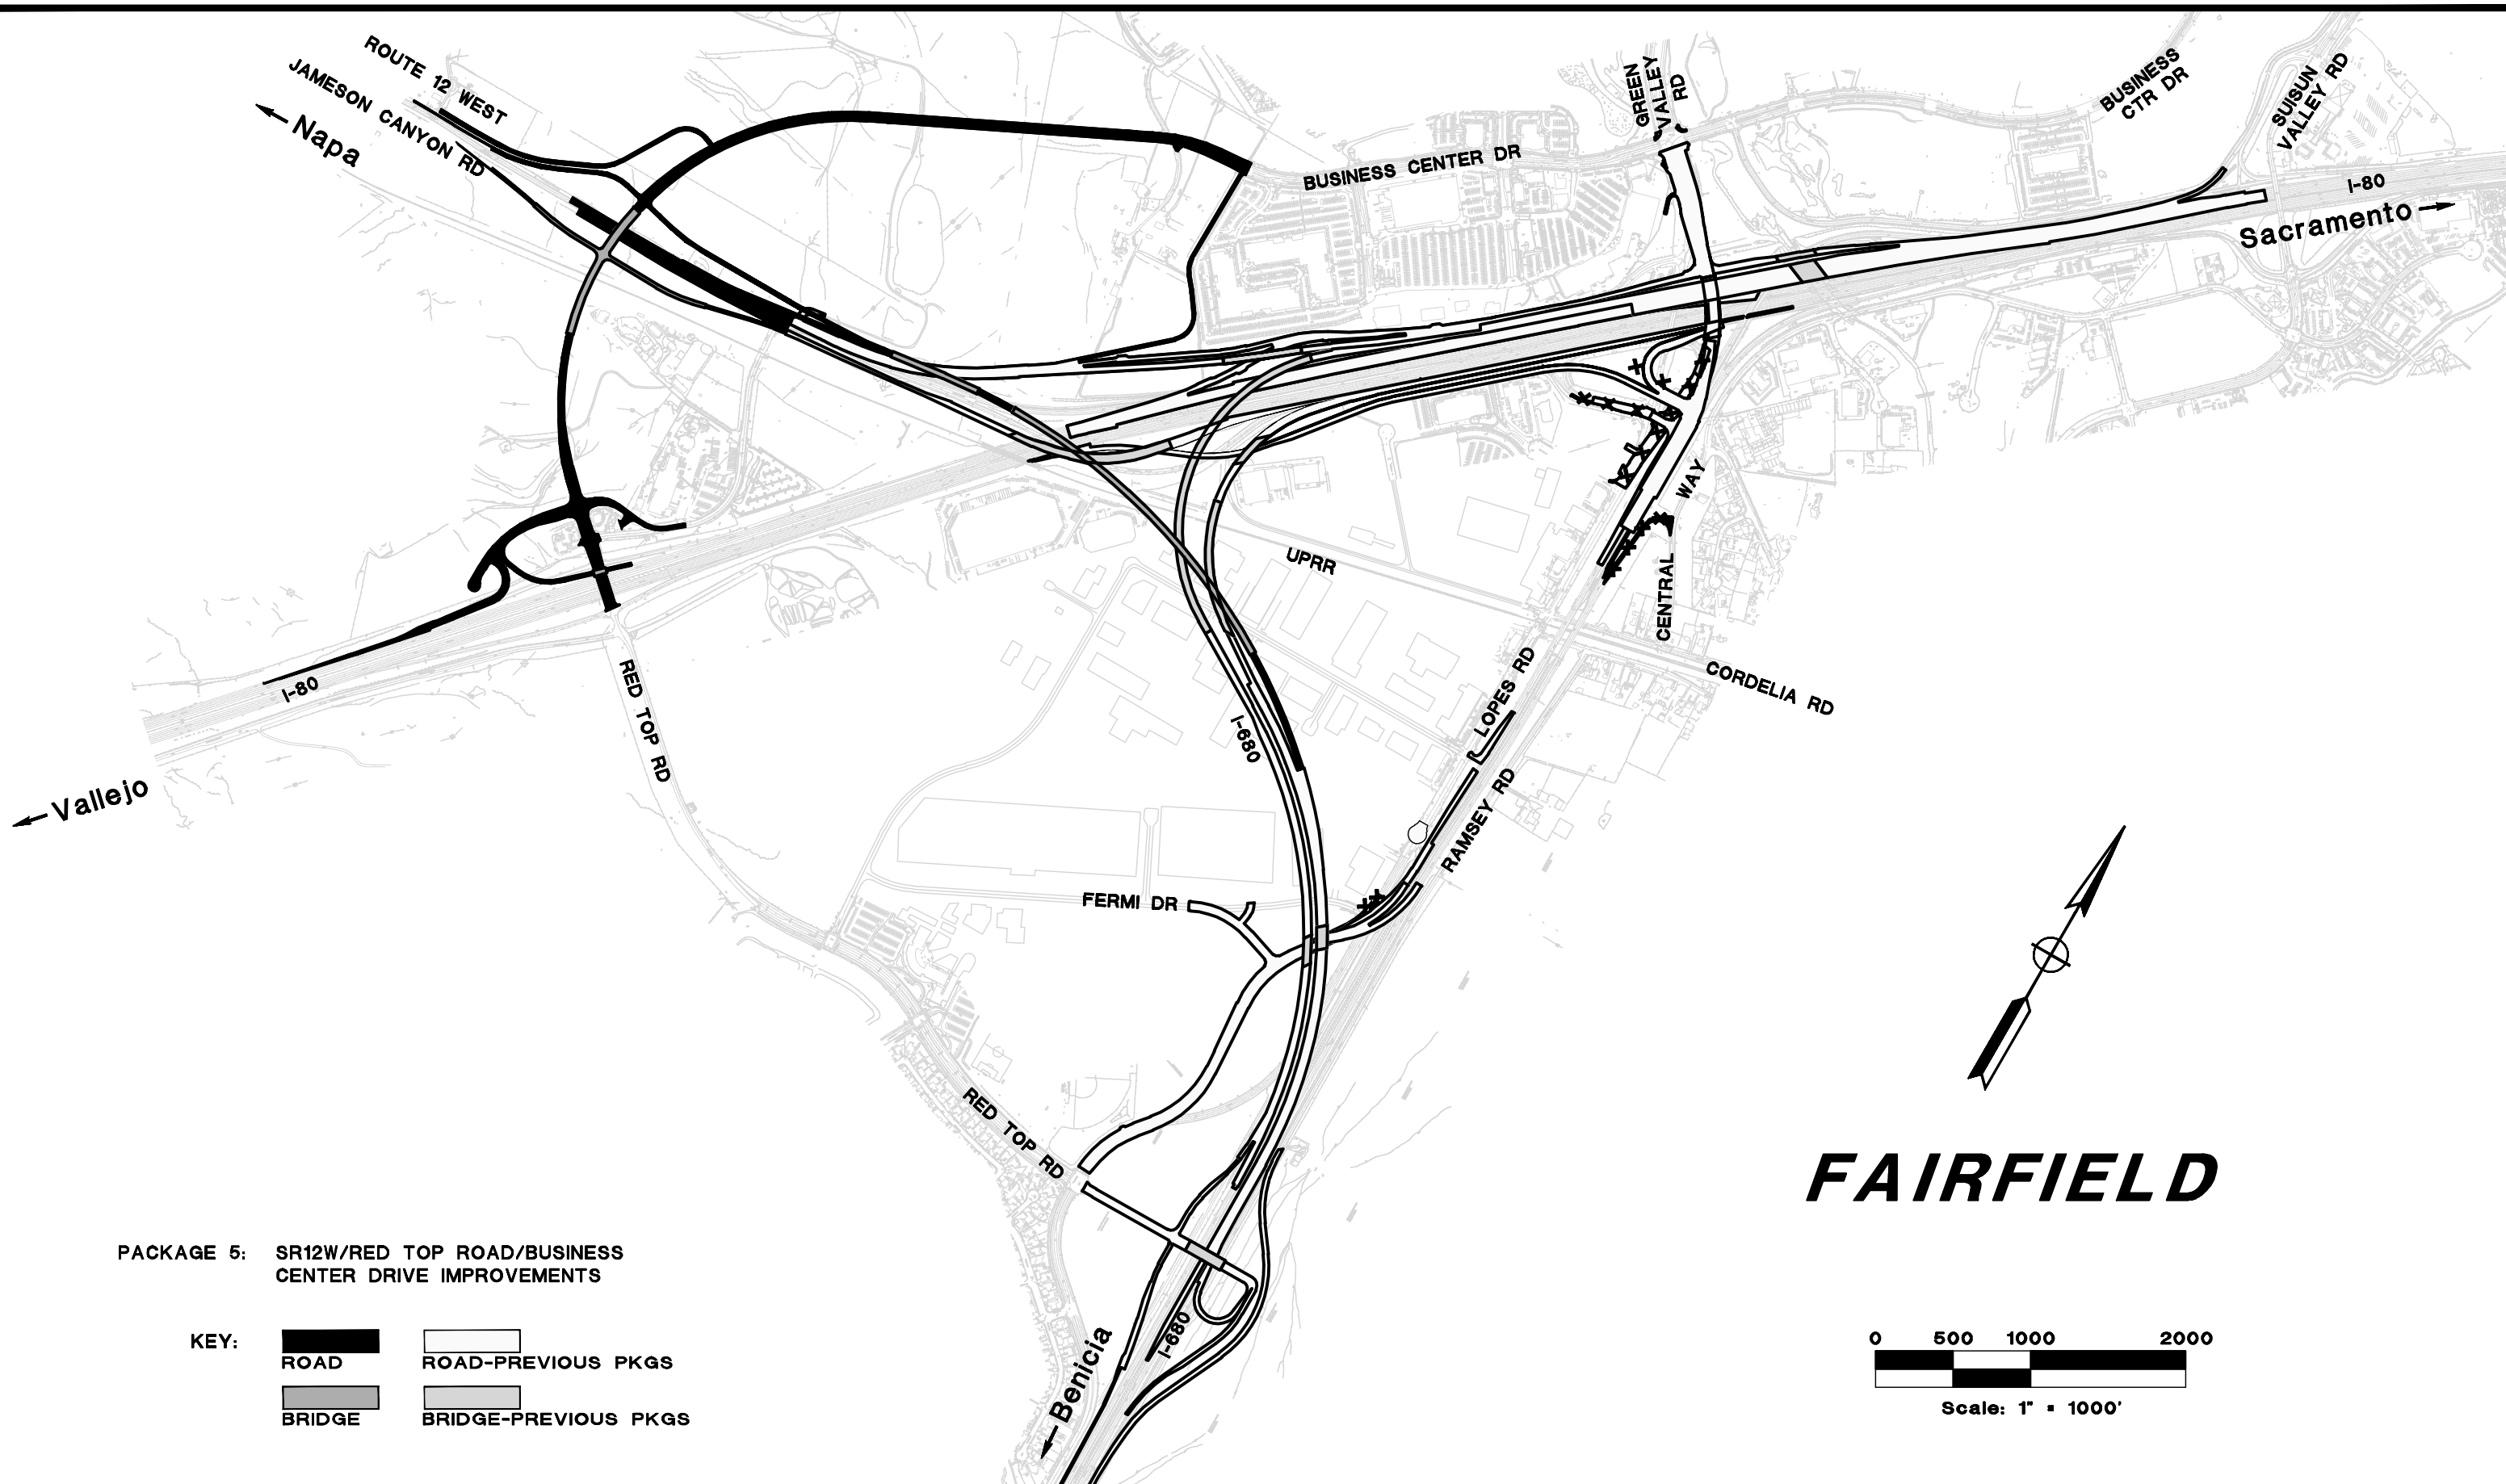 ROUTE 12 WEST
JAMESON CANYON RD
← Napa
GREEN
VALLEY
RD
BUSINESS
CTR DR
SUISUN
VALLEY RD
BUSINESS CENTER DR
I-80
Sacramento →
UPRR
CENTRAL WAY
I-80
RED TOP RD
LOPES RD
CORDELIA RD
I-680
← Vallejo
RAMSEY RD
FERMI DR
RED TOP RD
FAIRFIELD
I-680
← Benicia
PACKAGE 5: SR12W/RED TOP ROAD/BUSINESS
CENTER DRIVE IMPROVEMENTS
KEY:
ROAD ROAD-PREVIOUS PKGS
BRIDGE BRIDGE-PREVIOUS PKGS
0 500 1000 2000
Scale: 1" = 1000'